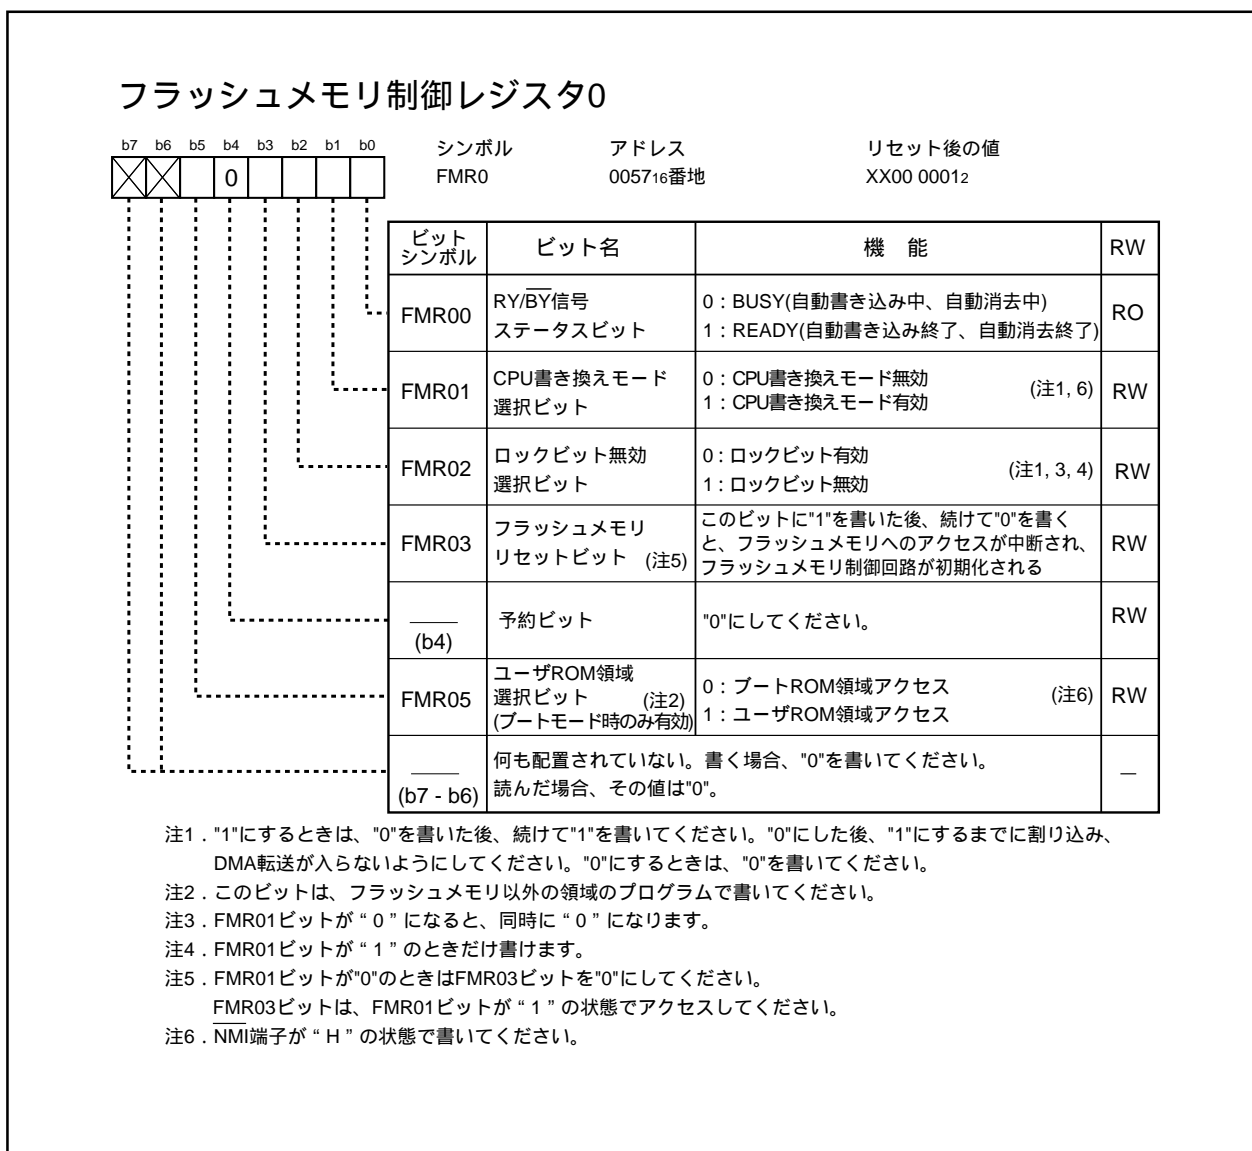 フラッシュメモリ制御レジスタ0
b7 b6 b5 b4 b3 b2 b1 b0
0
シンボル アドレス リセット後の値
FMR0 005716番地 XX00 00012
ビット
シンボル
ビット名
機 能
RW
FMR00
RY/BY信号
ステータスビット
0：BUSY(自動書き込み中、自動消去中)
1：READY(自動書き込み終了、自動消去終了)
RO
FMR01
CPU書き換えモード
選択ビット
0：CPU書き換えモード無効
1：CPU書き換えモード有効
(注1, 6)
RW
FMR02
ロックビット無効
選択ビット
0：ロックビット有効
1：ロックビット無効
(注1, 3, 4)
RW
FMR03
フラッシュメモリ
リセットビット (注5)
このビットに"1"を書いた後、続けて"0"を書く
と、フラッシュメモリへのアクセスが中断され、
フラッシュメモリ制御回路が初期化される
RW
(b4)
予約ビット
"0"にしてください。
RW
FMR05
ユーザROM領域
選択ビット (注2)
(ブートモード時のみ有効)
0：ブートROM領域アクセス
1：ユーザROM領域アクセス
(注6)
RW
(b7 - b6)
何も配置されていない。書く場合、"0"を書いてください。
読んだ場合、その値は"0"。
－
注1．"1"にするときは、"0"を書いた後、続けて"1"を書いてください。"0"にした後、"1"にするまでに割り込み、
DMA転送が入らないようにしてください。"0"にするときは、"0"を書いてください。
注2．このビットは、フラッシュメモリ以外の領域のプログラムで書いてください。
注3．FMR01ビットが“0”になると、同時に“0”になります。
注4．FMR01ビットが“1”のときだけ書けます。
注5．FMR01ビットが"0"のときはFMR03ビットを"0"にしてください。
FMR03ビットは、FMR01ビットが“1”の状態でアクセスしてください。
注6．NMI端子が“H”の状態で書いてください。